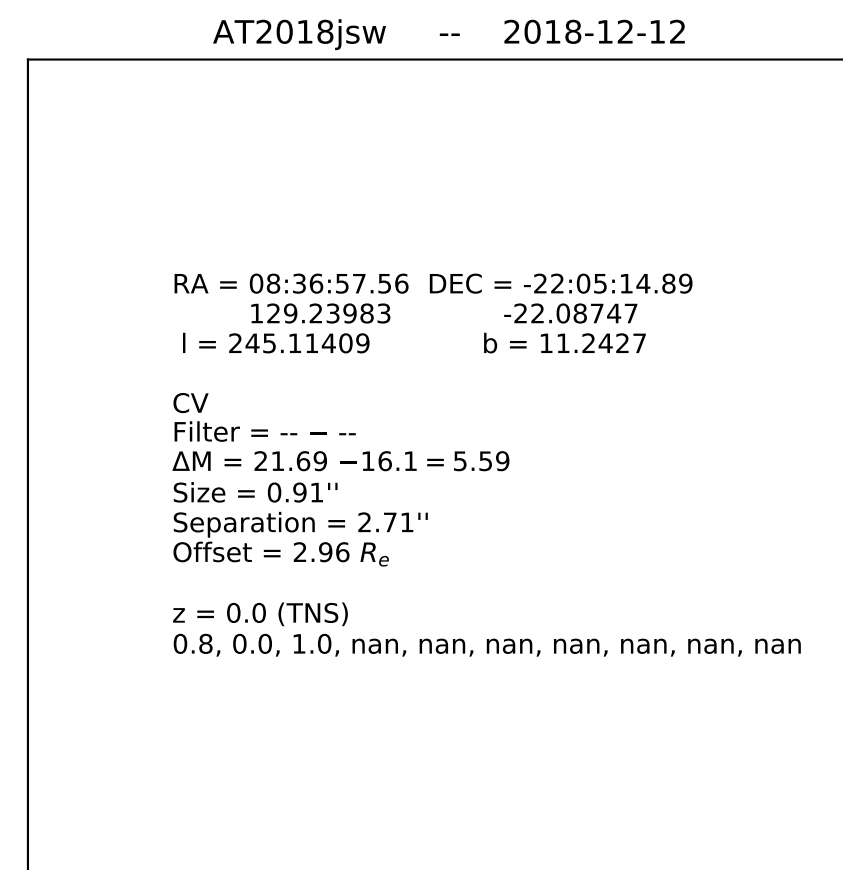 AT2018jsw -- 2018-12-12
RA = 08:36:57.56 DEC = -22:05:14.89
129.23983 -22.08747
l = 245.11409 b = 11.2427
CV
Filter = -- − --
ΔM = 21.69 −16.1 = 5.59
Size = 0.91''
Separation = 2.71''
Offset = 2.96 Rₑ
z = 0.0 (TNS)
0.8, 0.0, 1.0, nan, nan, nan, nan, nan, nan, nan